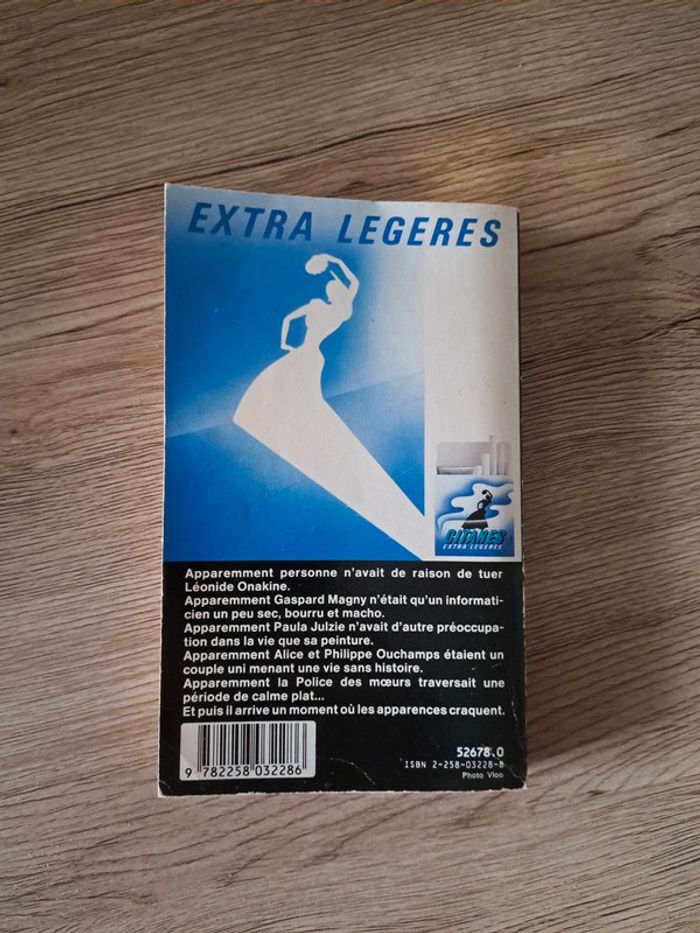 EXTRA LEGERES
GITANES
EXTRA LEGERES
Apparemment personne n'avait de raison de tuer
Léonide Onakine.
Apparemment Gaspard Magny n'était qu'un informati-
cien un peu sec, bourru et macho.
Apparemment Paula Julzie n'avait d'autre préoccupa-
tion dans la vie que sa peinture.
Apparemment Alice et Philippe Ouchamps étaient un
couple uni menant une vie sans histoire.
Apparemment la Police des mœurs traversait une
période de calme plat...
Et puis il arrive un moment où les apparences craquent.
52678.0
ISBN 2-258-03228-8
Photo Vloo
9 782258 032286